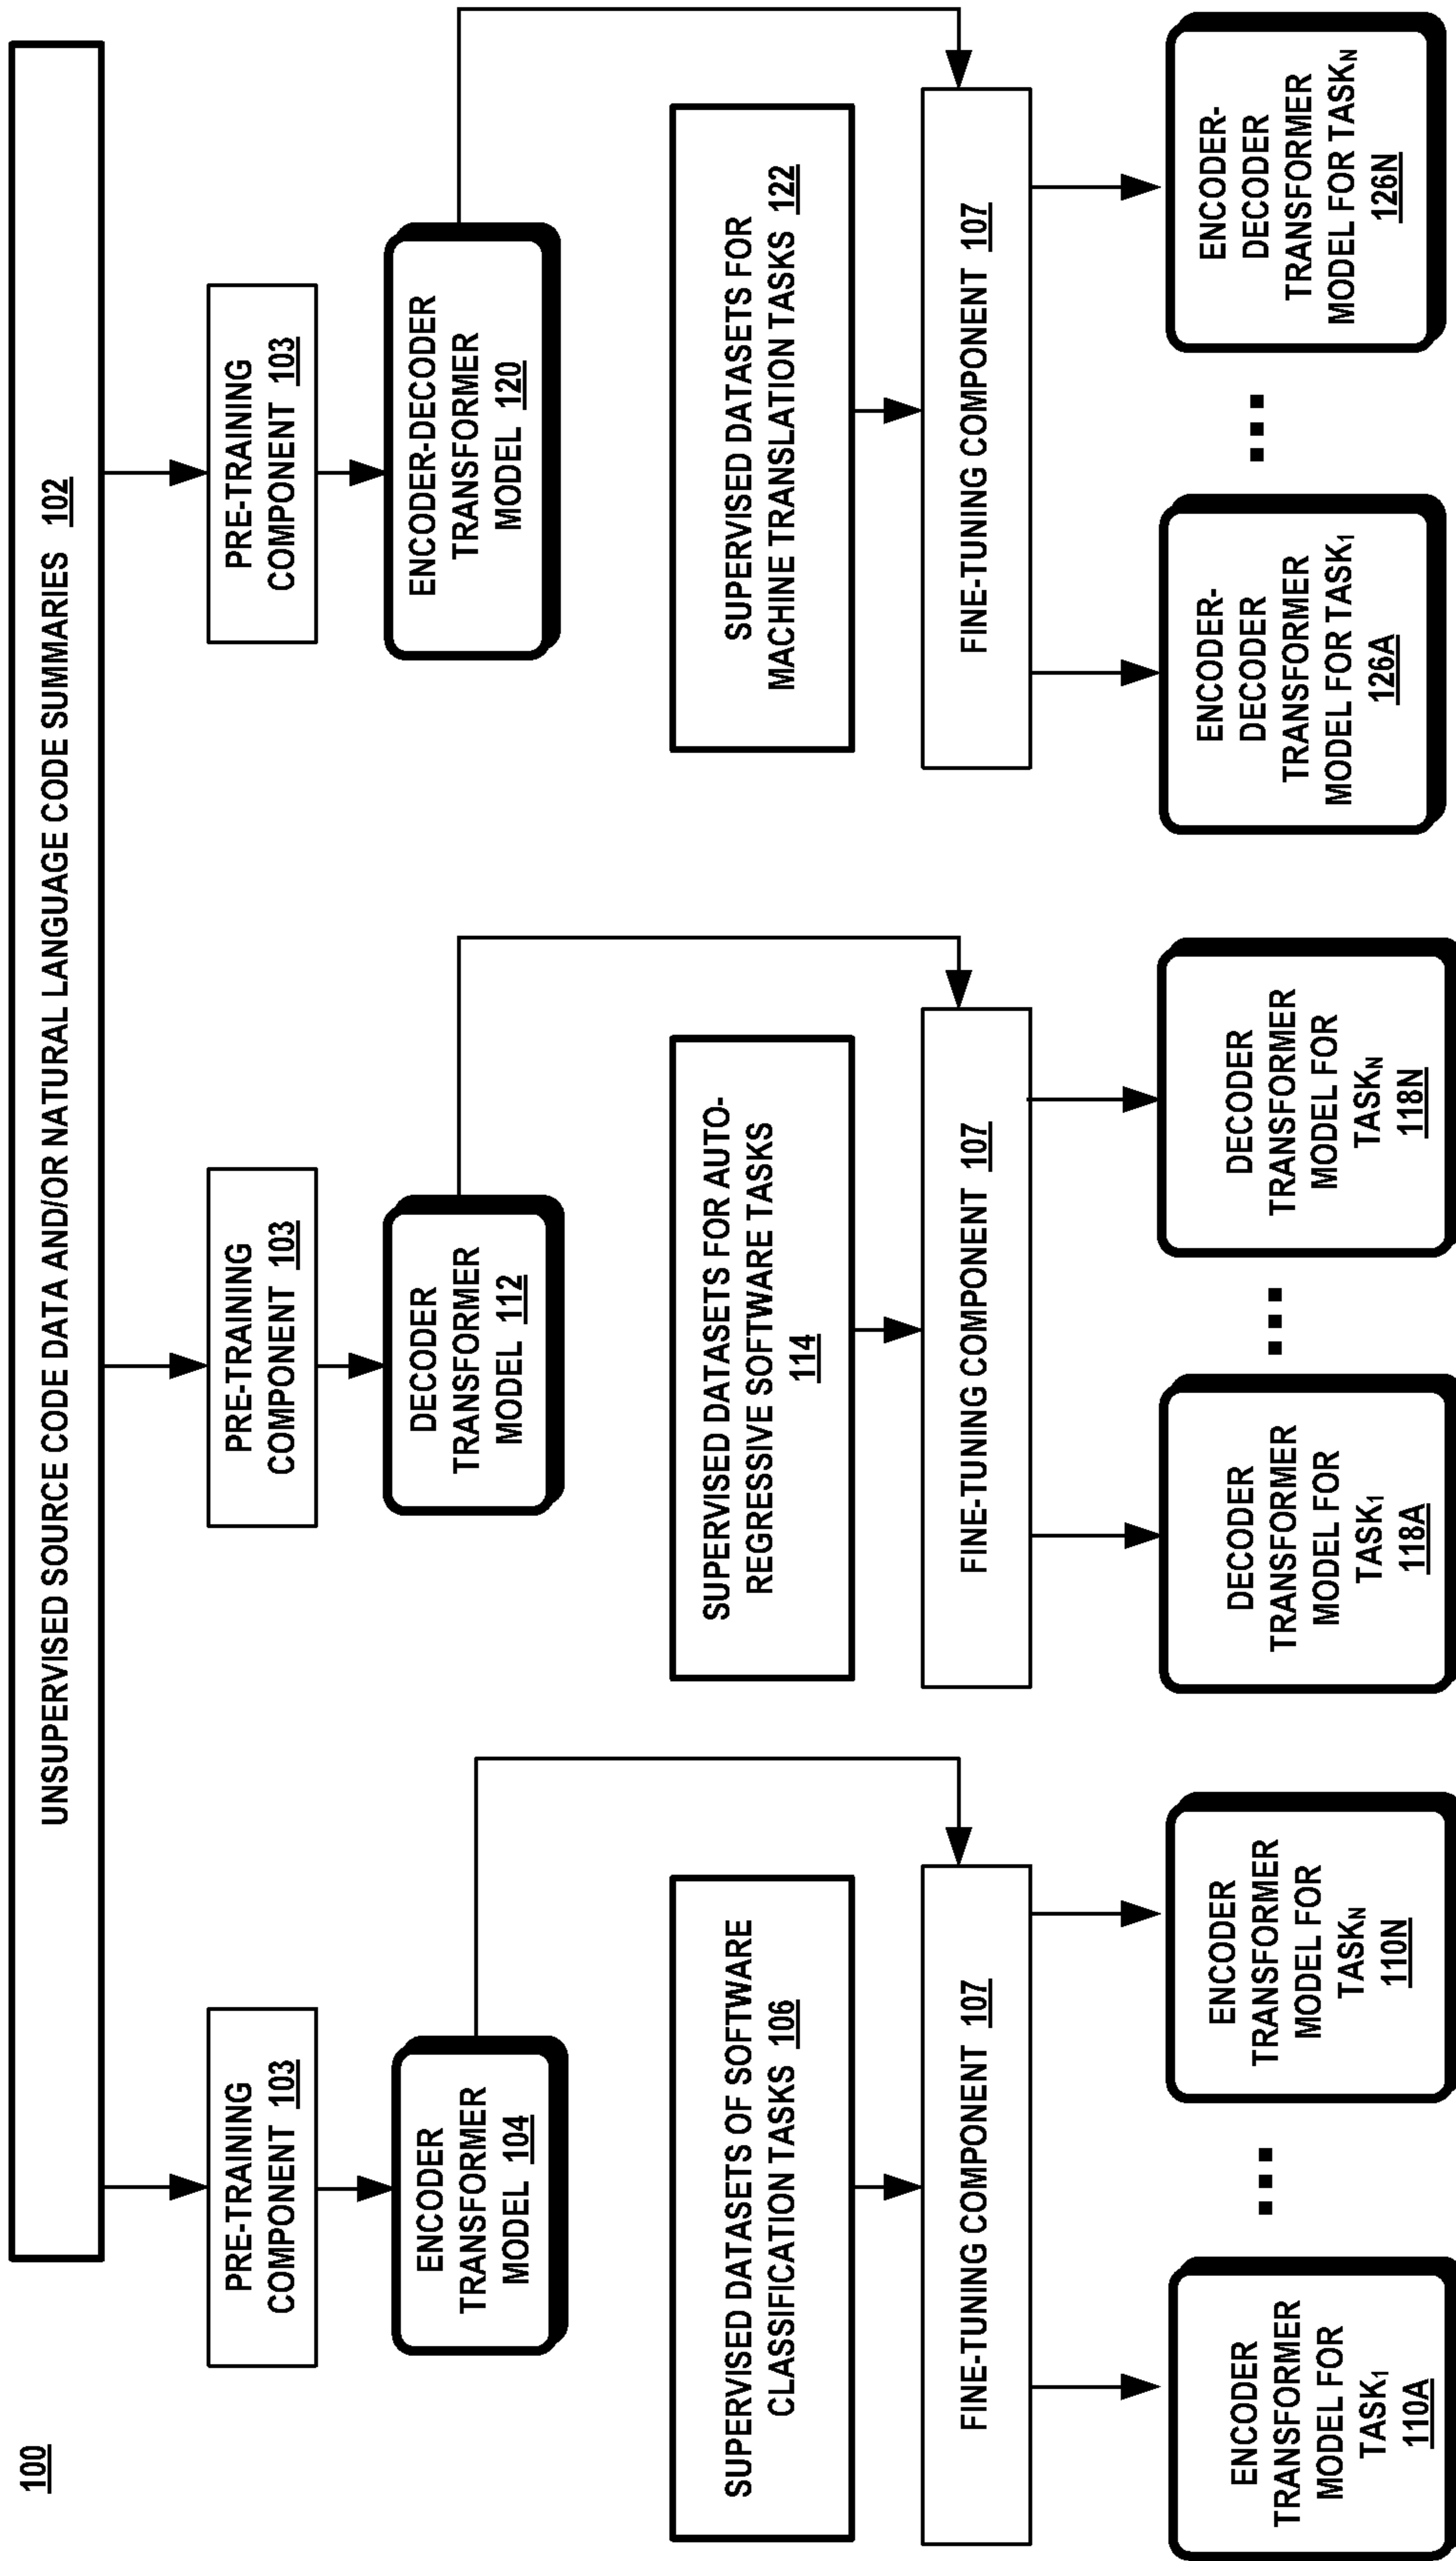 100
UNSUPERVISED SOURCE CODE DATA AND/OR NATURAL LANGUAGE CODE SUMMARIES 102
PRE-TRAINING
COMPONENT 103
ENCODER
TRANSFORMER
MODEL 104
SUPERVISED DATASETS OF SOFTWARE
CLASSIFICATION TASKS 106
FINE-TUNING COMPONENT 107
ENCODER
TRANSFORMER
MODEL FOR
TASK₁
110A
...
ENCODER
TRANSFORMER
MODEL FOR
TASKN
110N
PRE-TRAINING
COMPONENT 103
DECODER
TRANSFORMER
MODEL 112
SUPERVISED DATASETS FOR AUTO-
REGRESSIVE SOFTWARE TASKS
114
FINE-TUNING COMPONENT 107
DECODER
TRANSFORMER
MODEL FOR
TASK₁
118A
...
DECODER
TRANSFORMER
MODEL FOR
TASKN
118N
PRE-TRAINING
COMPONENT 103
ENCODER-DECODER
TRANSFORMER
MODEL 120
SUPERVISED DATASETS FOR
MACHINE TRANSLATION TASKS 122
FINE-TUNING COMPONENT 107
ENCODER-
DECODER
TRANSFORMER
MODEL FOR TASK₁
126A
...
ENCODER-
DECODER
TRANSFORMER
MODEL FOR TASKN
126N